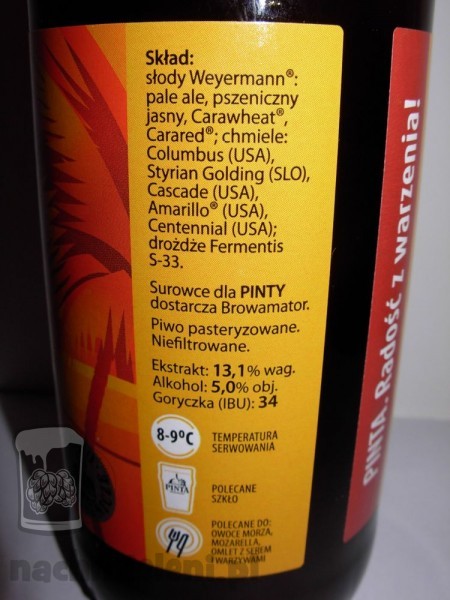 Skład:
słody Weyermann®:
pale ale, pszeniczny
jasny, Carawheat®,
Carared®; chmiele:
Columbus (USA),
Styrian Golding (SLO),
Cascade (USA),
Amarillo® (USA),
Centennial (USA);
drożdże Fermentis
S-33.
Surowce dla PINTY
dostarcza Browamator.
Piwo pasteryzowane.
Niefiltrowane.
Ekstrakt: 13,1% wag.
Alkohol: 5,0% obj.
Goryczka (IBU): 34
8-9ºC
TEMPERATURA
SERWOWANIA
PINTA
POLECANE
SZKŁO
POLECANE DO:
OWOCE MORZA,
MOZARELLA,
OMLET Z SEREM
I WARZYWAMI
PINTA. Radość z warzenia!